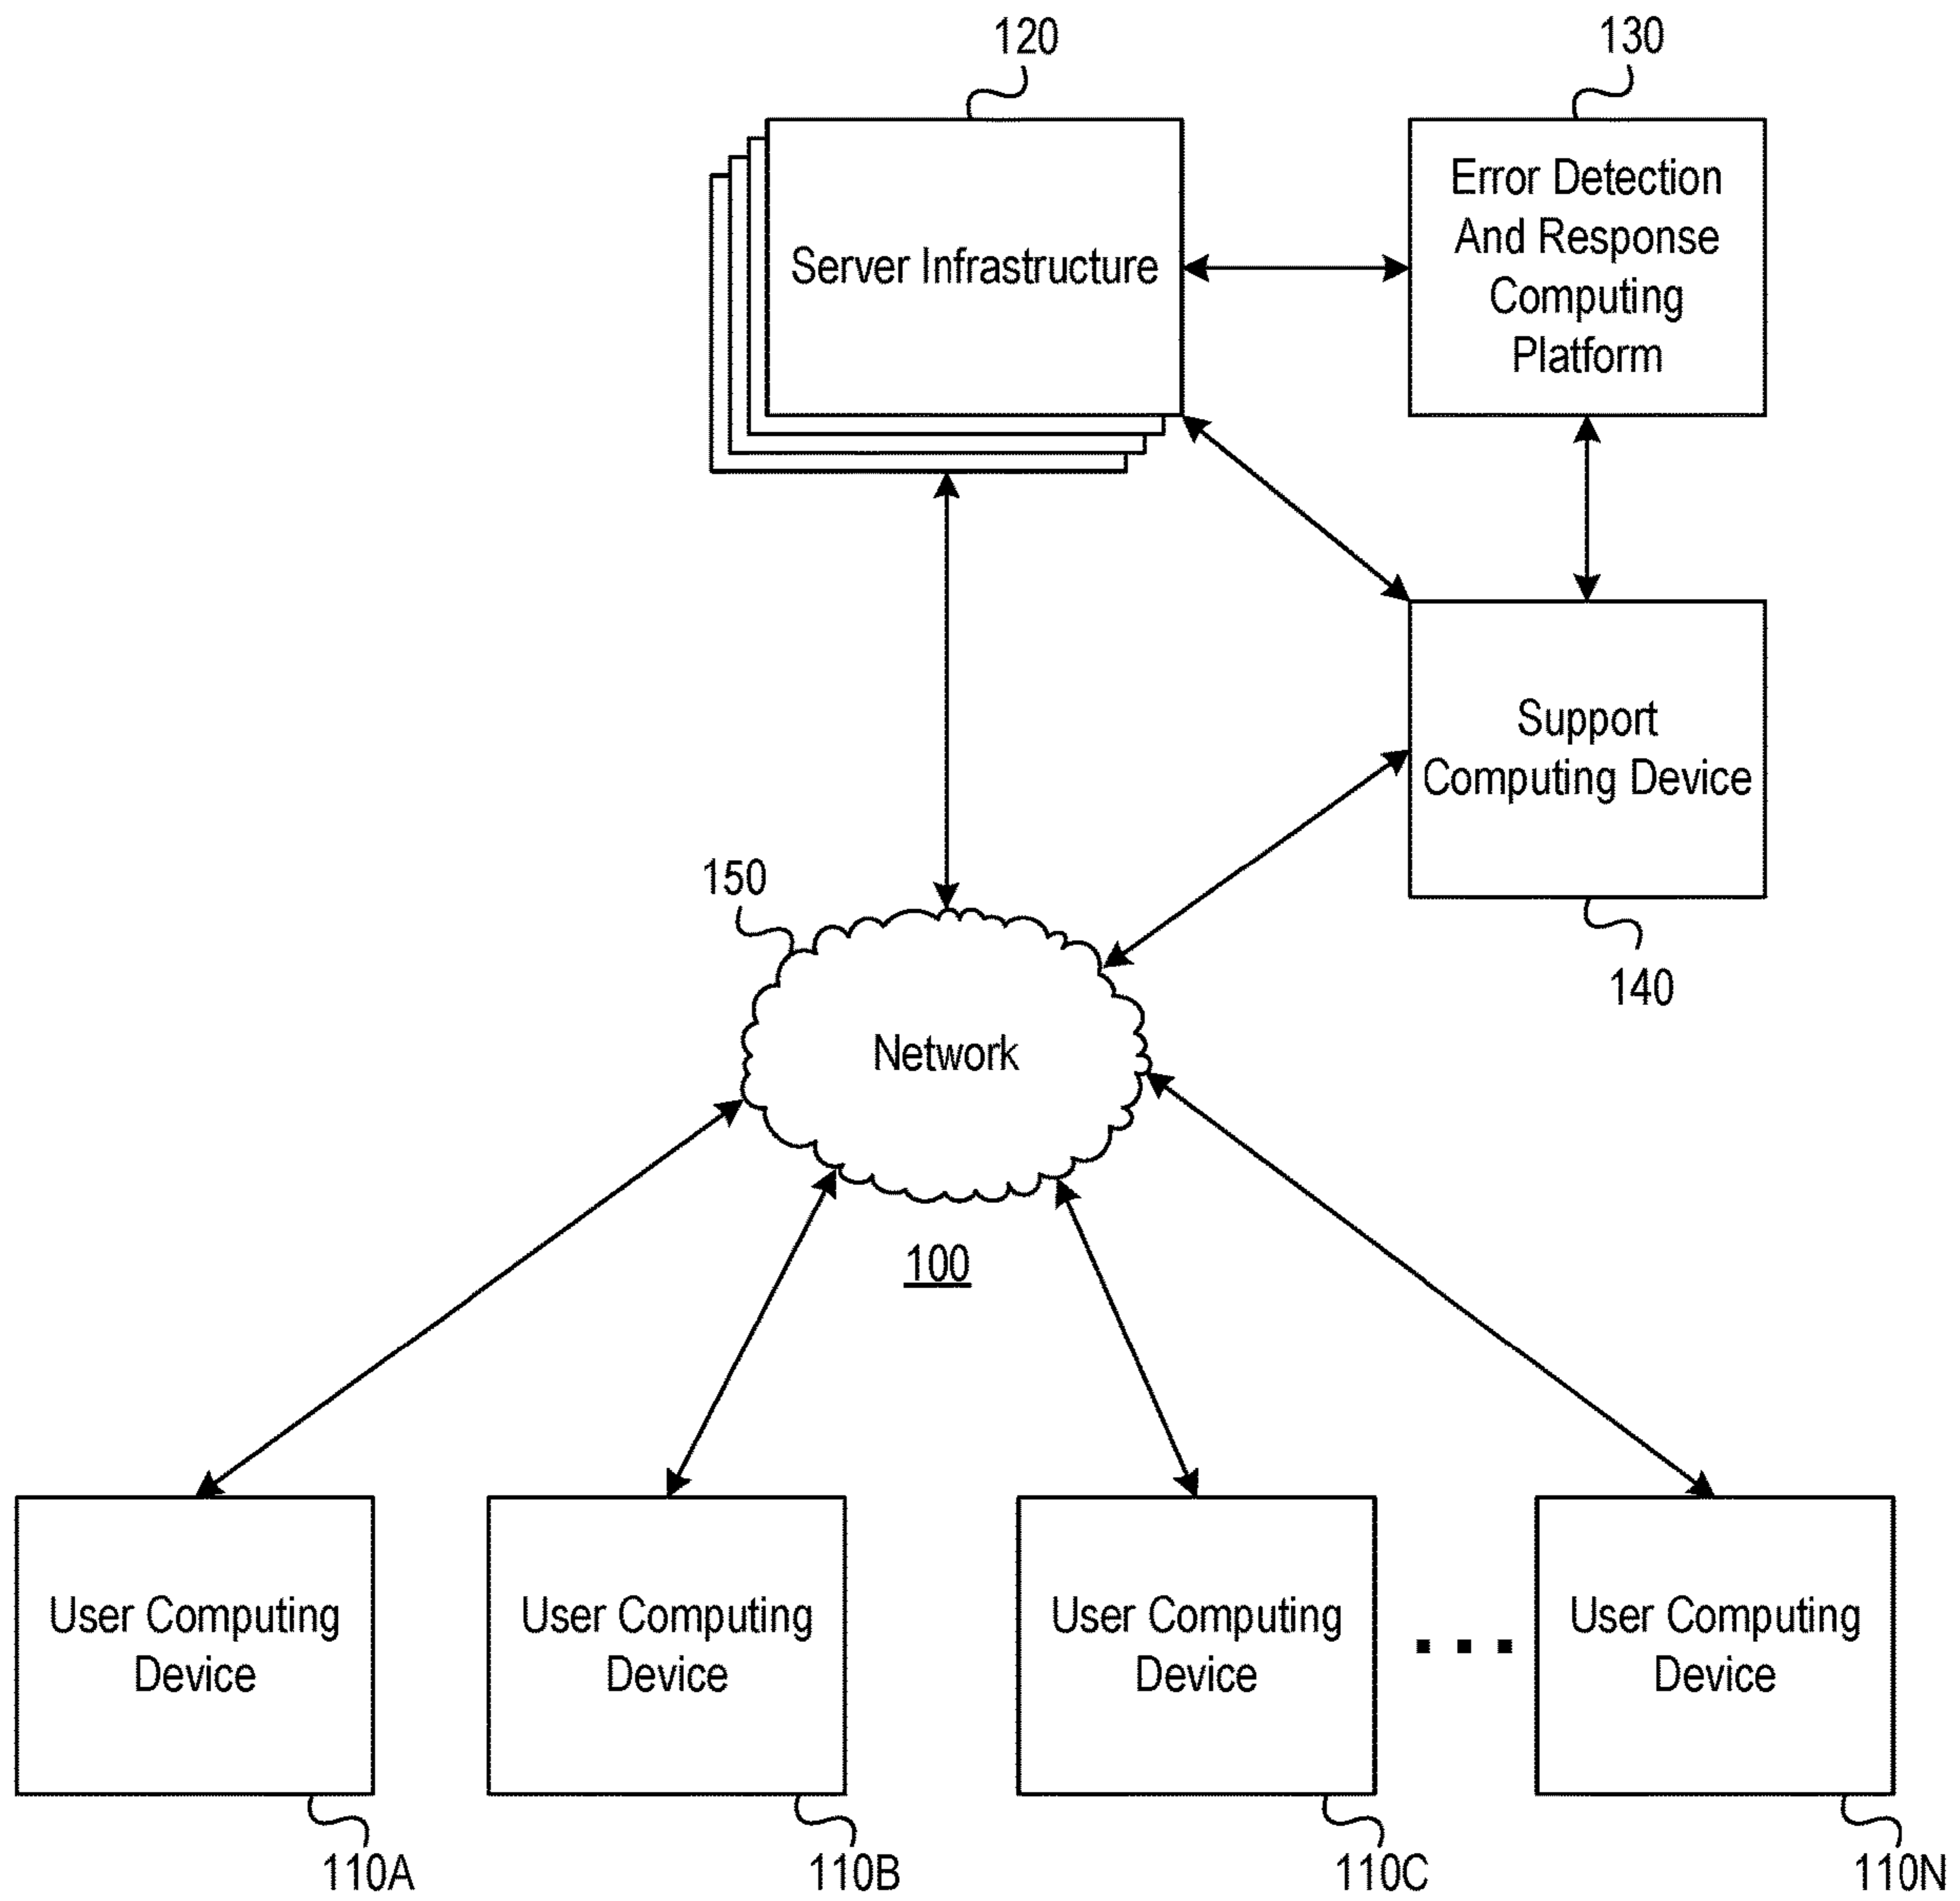 120
130
Server Infrastructure
Error Detection
And Response
Computing
Platform
Support
Computing Device
140
150
Network
100
User Computing
Device
User Computing
Device
User Computing
Device
User Computing
Device
110A
110B
110C
110N